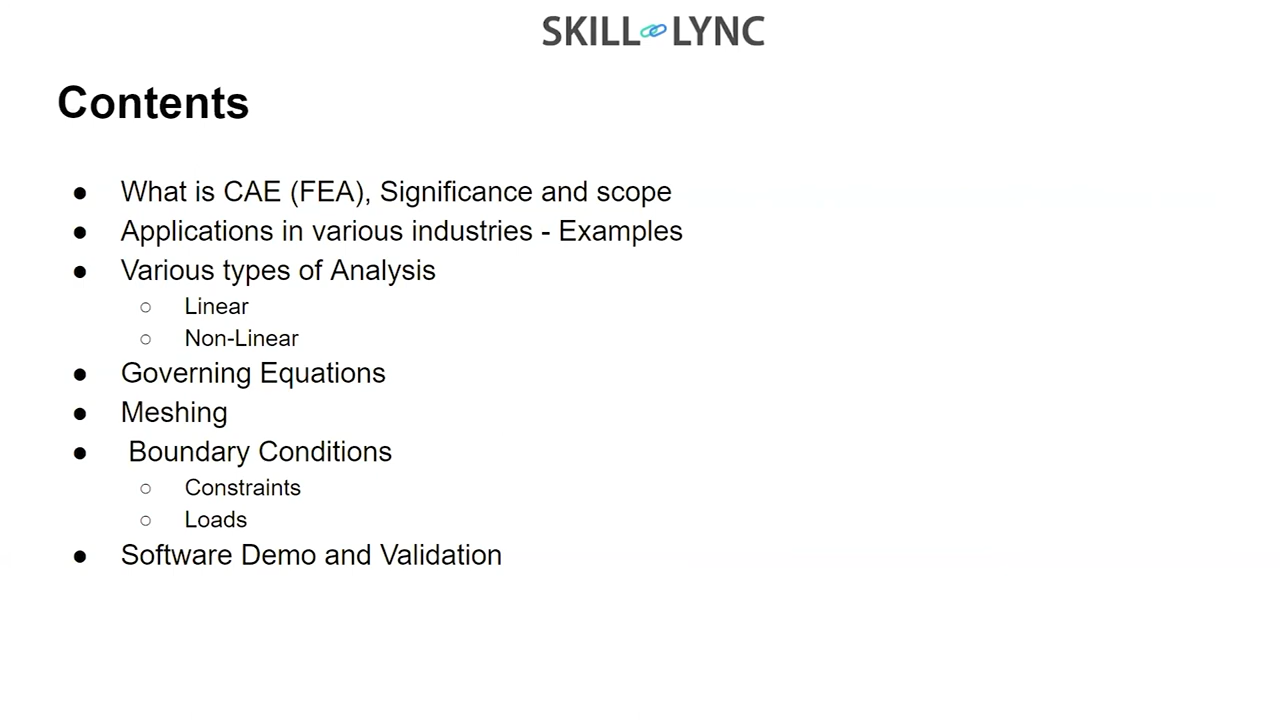 SKILL LYNC
Contents
● What is CAE (FEA), Significance and scope
● Applications in various industries - Examples
● Various types of Analysis
○ Linear
○ Non-Linear
● Governing Equations
● Meshing
● Boundary Conditions
○ Constraints
○ Loads
● Software Demo and Validation